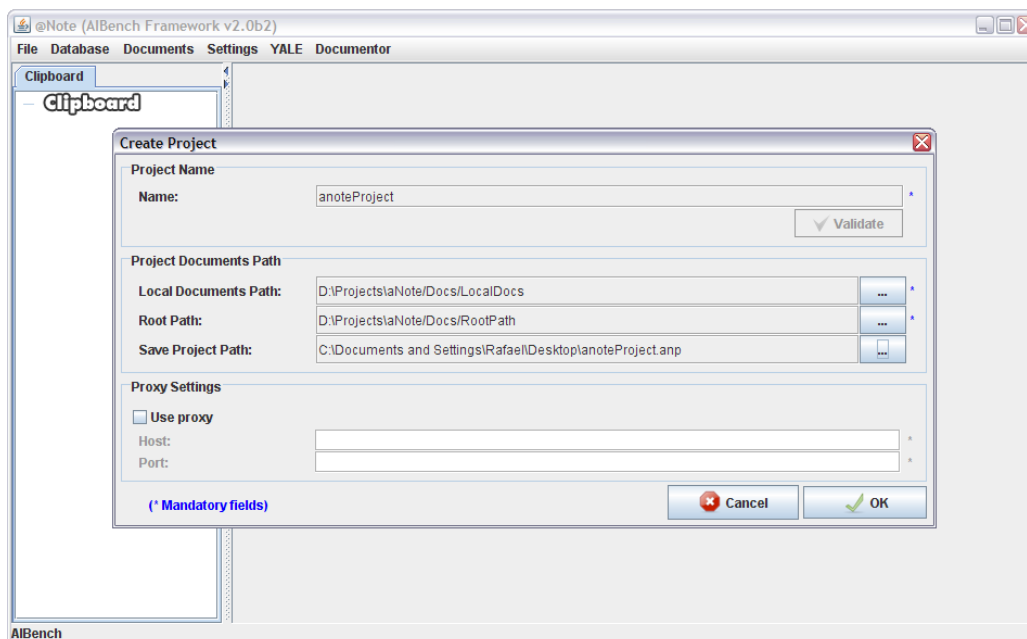 @Note (AIBench Framework v2.0b2)
File Database Documents Settings YALE Documentor
Clipboard
Clipboard
Create Project
Project Name
Name: anoteProject *
Validate
Project Documents Path
Local Documents Path: D:\Projects\aNote/Docs/LocalDocs ... *
Root Path: D:\Projects\aNote/Docs/RootPath ... *
Save Project Path: C:\Documents and Settings\Rafael\Desktop\anoteProject.anp ...
Proxy Settings
Use proxy
Host: *
Port: *
(* Mandatory fields) Cancel OK
AIBench